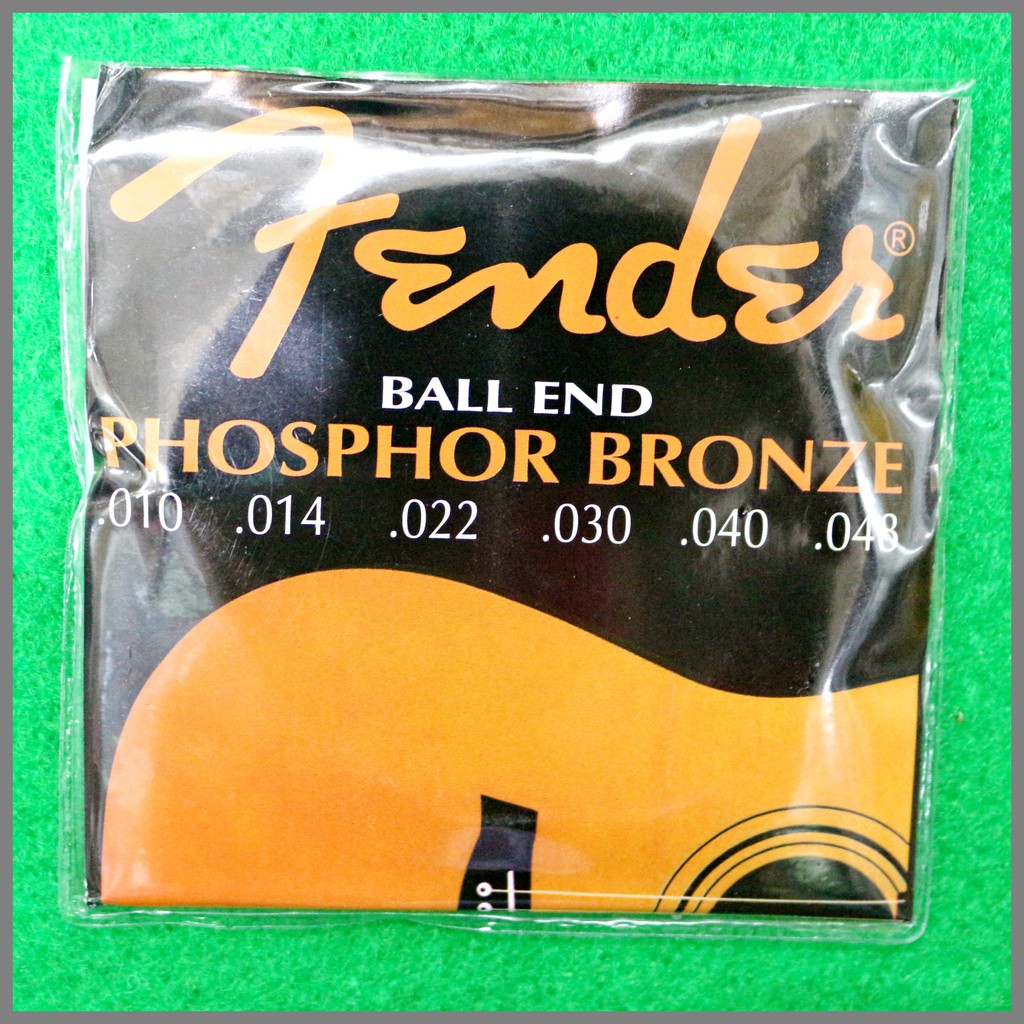 Fender®
BALL END
PHOSPHOR BRONZE
.010 .014 .022 .030 .040 .048